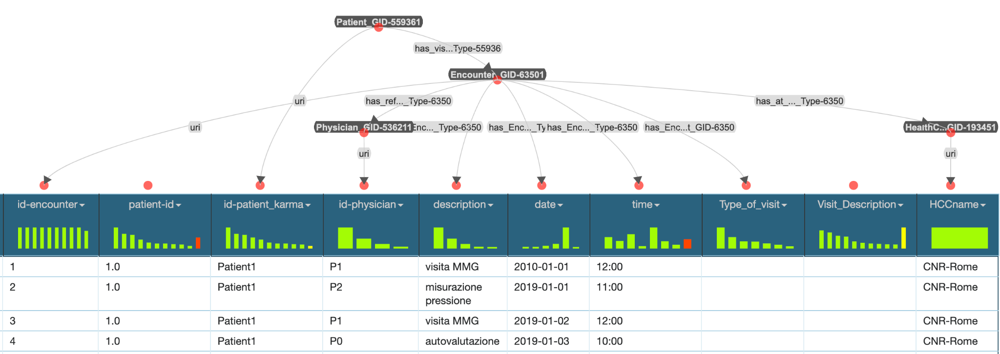 Patient_GID-559361
has_vis...Type-55936
Encounter_GID-63501
uri
has_ref..._Type-6350
has_at_..._Type-6350
uri
Physician_GID-536211
Enc..._Type-6350
has_Enc..._Ty
has_Enc..._Type-6350
has_Enc...t_GID-6350
HealthC...GID-193451
uri
uri
id-encounter patient-id id-patient_karma id-physician description date time Type_of_visit Visit_Description HCCname
1 1.0 Patient1 P1 visita MMG 2010-01-01 12:00 CNR-Rome
2 1.0 Patient1 P2 misurazione 2019-01-01 11:00 CNR-Rome
pressione
3 1.0 Patient1 P1 visita MMG 2019-01-02 12:00 CNR-Rome
4 1.0 Patient1 P0 autovalutazione 2019-01-03 10:00 CNR-Rome